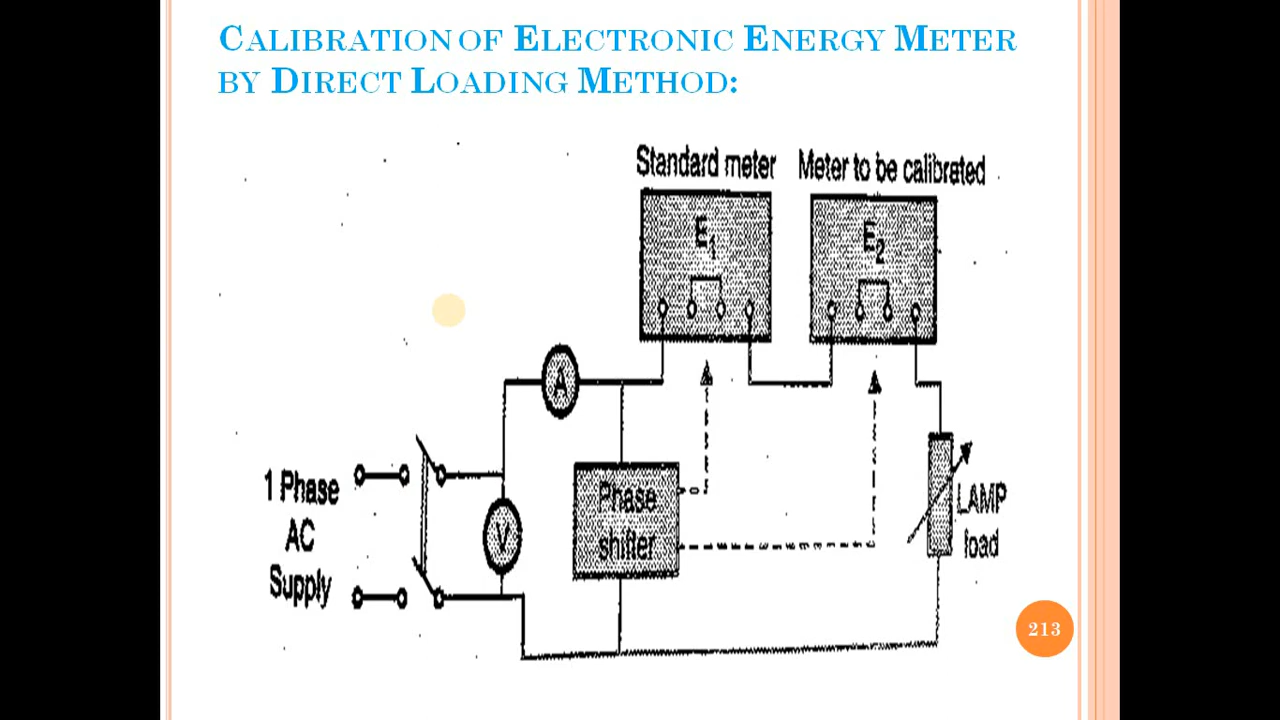 CALIBRATION OF ELECTRONIC ENERGY METER
BY DIRECT LOADING METHOD:
Standard meter
Meter to be calibrated
E1
E2
A
1 Phase
AC
Supply
V
Phase
shifter
LAMP
load
213